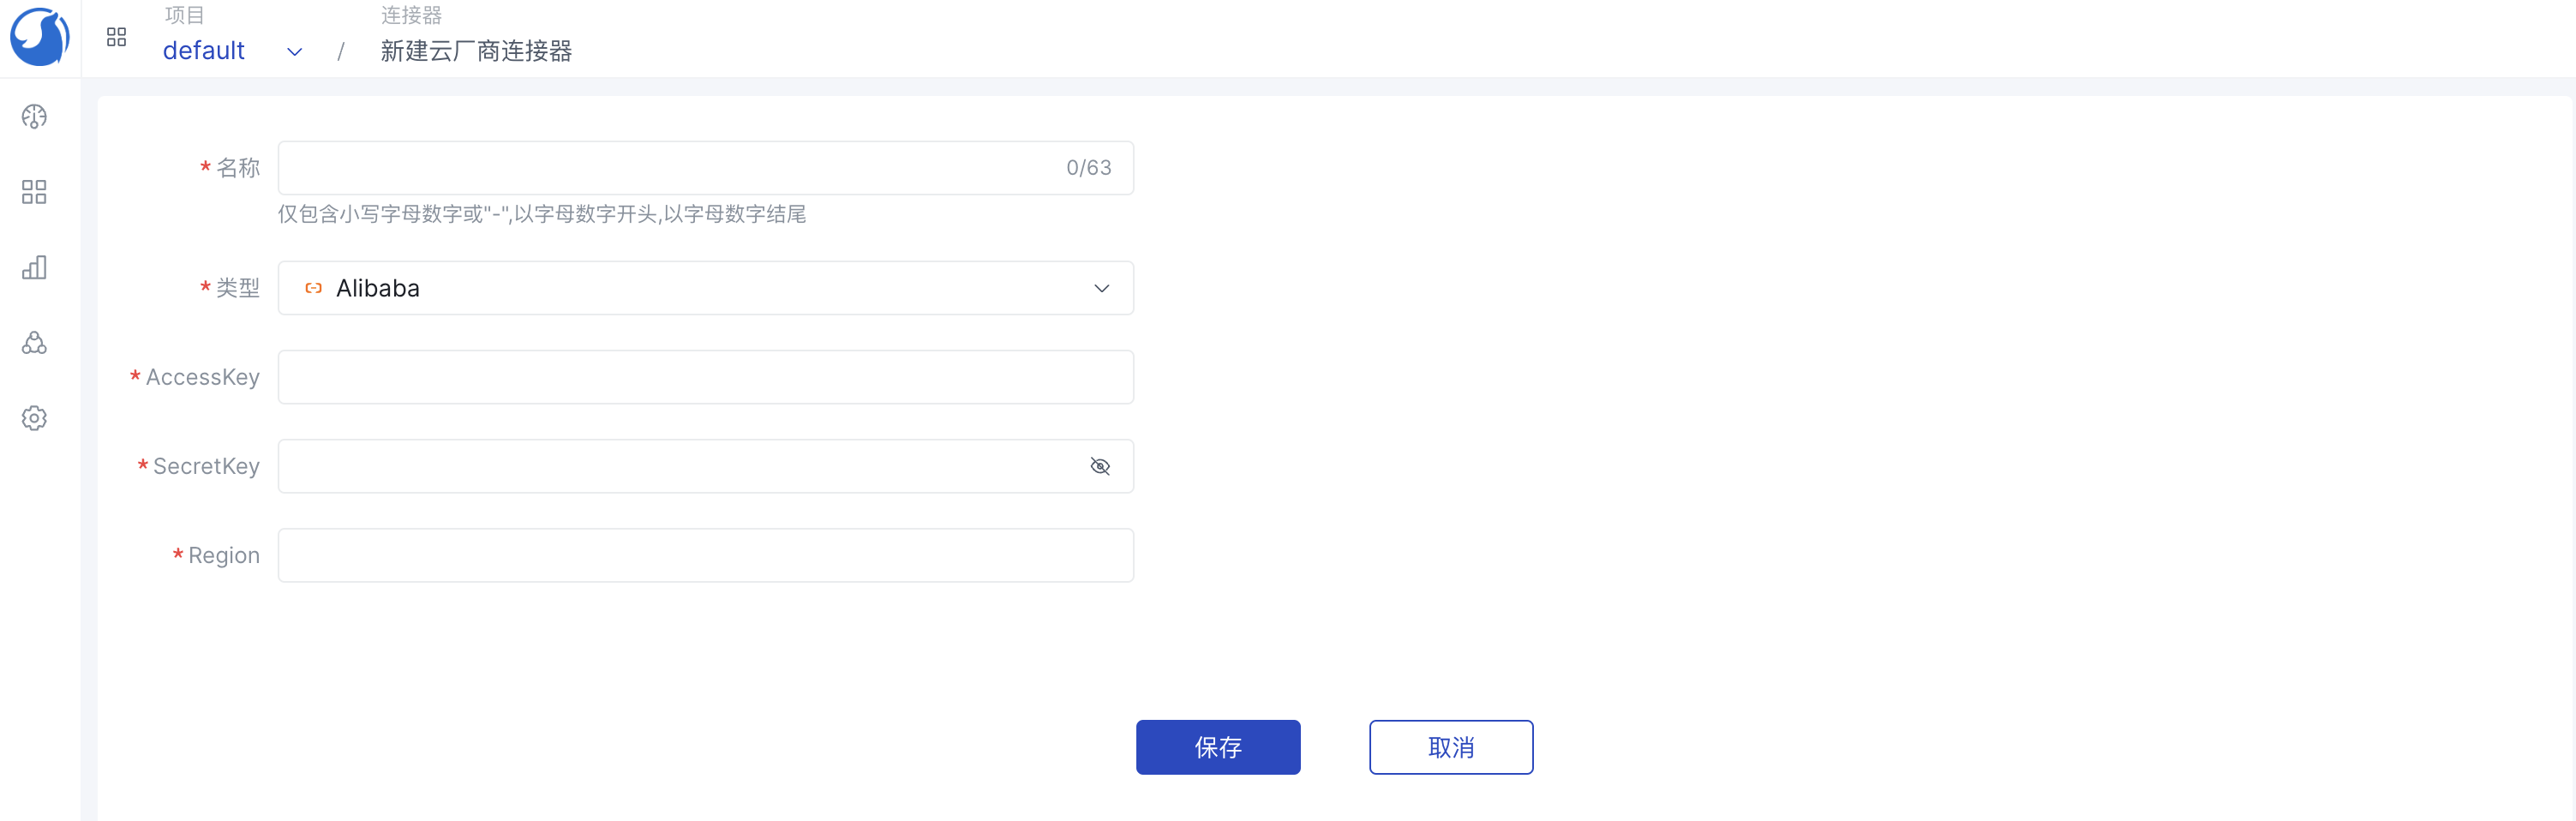 项目
default
/
连接器
新建云厂商连接器
* 名称
0/63
仅包含小写字母数字或"-",以字母数字开头,以字母数字结尾
* 类型
Alibaba
* AccessKey
* SecretKey
* Region
保存
取消